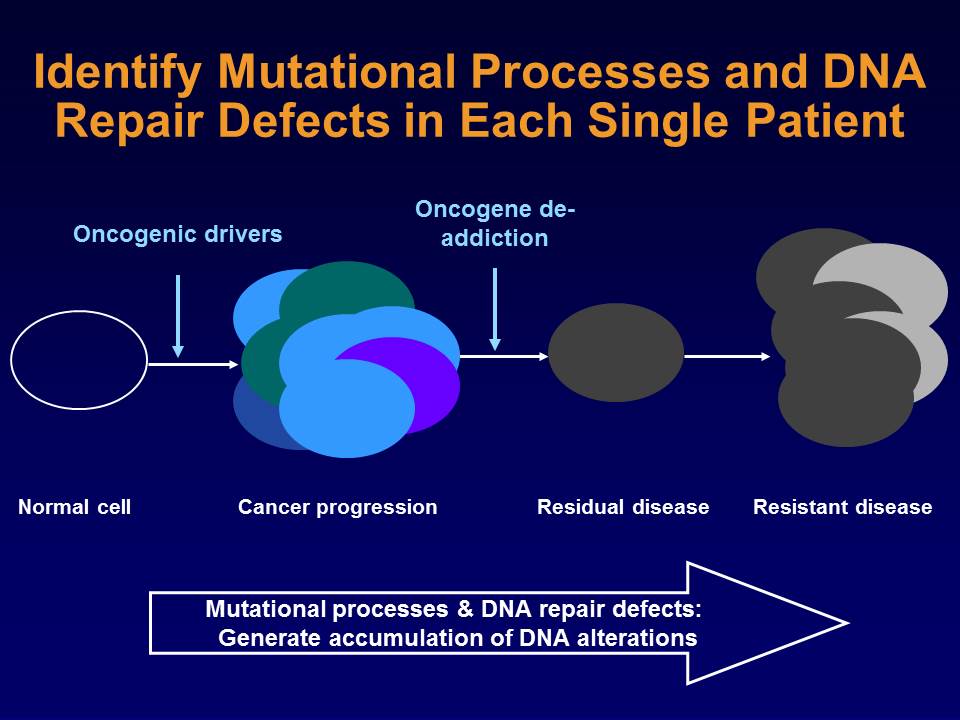 Identify Mutational Processes and DNA
Repair Defects in Each Single Patient
Oncogenic drivers
Oncogene de-
addiction
Normal cell
Cancer progression
Residual disease
Resistant disease
Mutational processes & DNA repair defects:
Generate accumulation of DNA alterations